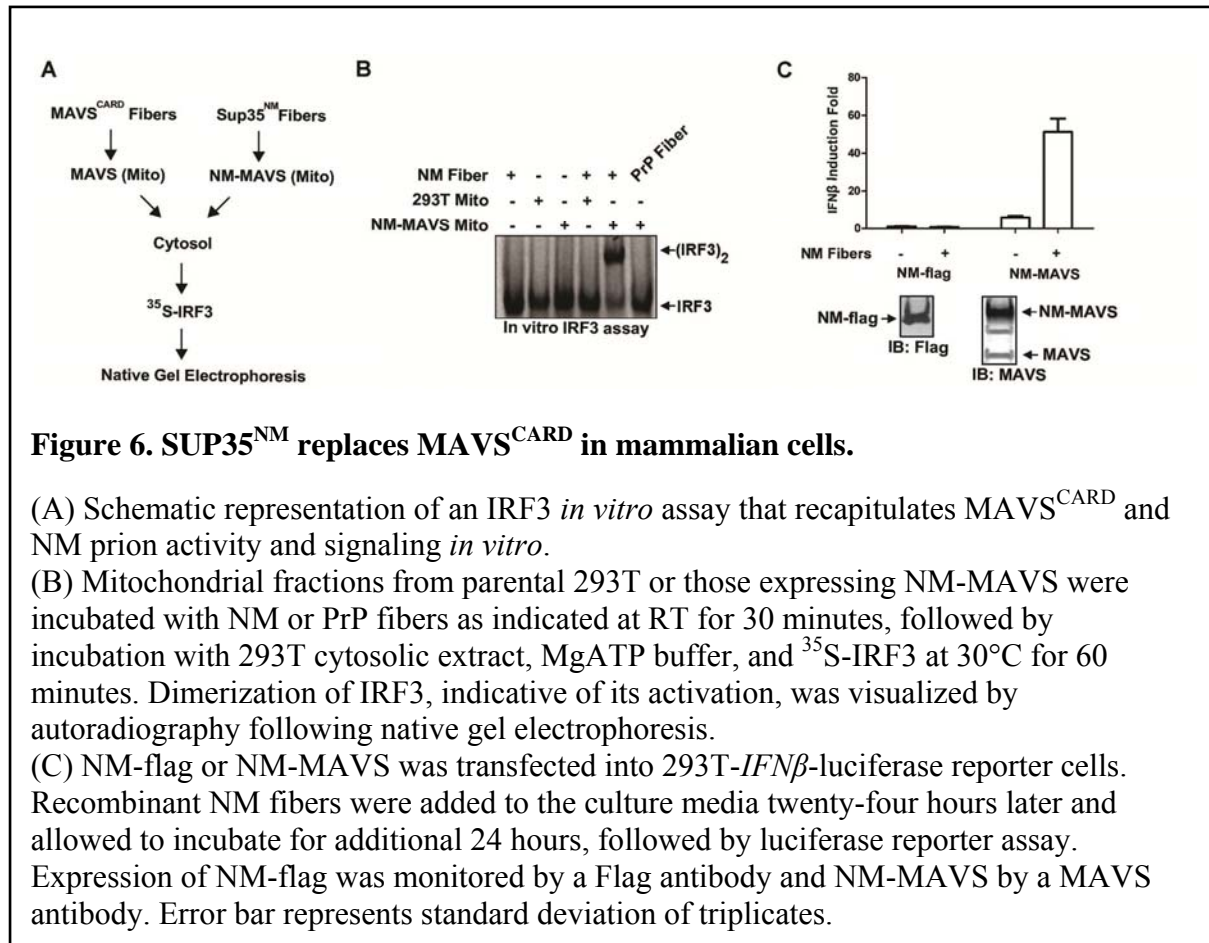 A
MAVSCARD Fibers
Sup35NM Fibers
MAVS (Mito)
NM-MAVS (Mito)
Cytosol
35S-IRF3
Native Gel Electrophoresis
B
PrP Fiber
NM Fiber + - - + +
293T Mito - + - + - -
NM-MAVS Mito - - + - + +
(IRF3)2
IRF3
In vitro IRF3 assay
C
IFNβ Induction Fold
80
60
40
20
0
NM Fibers - + - +
NM-flag NM-MAVS
NM-flag
IB: Flag
NM-MAVS
MAVS
IB: MAVS
Figure 6. SUP35NM replaces MAVSCARD in mammalian cells.
(A) Schematic representation of an IRF3 in vitro assay that recapitulates MAVSCARD and
NM prion activity and signaling in vitro.
(B) Mitochondrial fractions from parental 293T or those expressing NM-MAVS were
incubated with NM or PrP fibers as indicated at RT for 30 minutes, followed by
incubation with 293T cytosolic extract, MgATP buffer, and 35S-IRF3 at 30°C for 60
minutes. Dimerization of IRF3, indicative of its activation, was visualized by
autoradiography following native gel electrophoresis.
(C) NM-flag or NM-MAVS was transfected into 293T-IFNβ-luciferase reporter cells.
Recombinant NM fibers were added to the culture media twenty-four hours later and
allowed to incubate for additional 24 hours, followed by luciferase reporter assay.
Expression of NM-flag was monitored by a Flag antibody and NM-MAVS by a MAVS
antibody. Error bar represents standard deviation of triplicates.